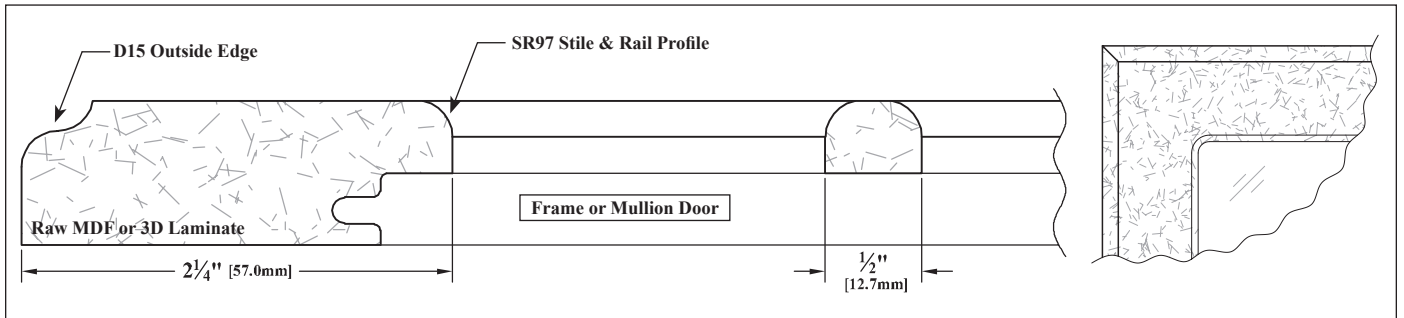 D15 Outside Edge
SR97 Stile & Rail Profile
Raw MDF or 3D Laminate
Frame or Mullion Door
2¼" [57.0mm]
½"
[12.7mm]